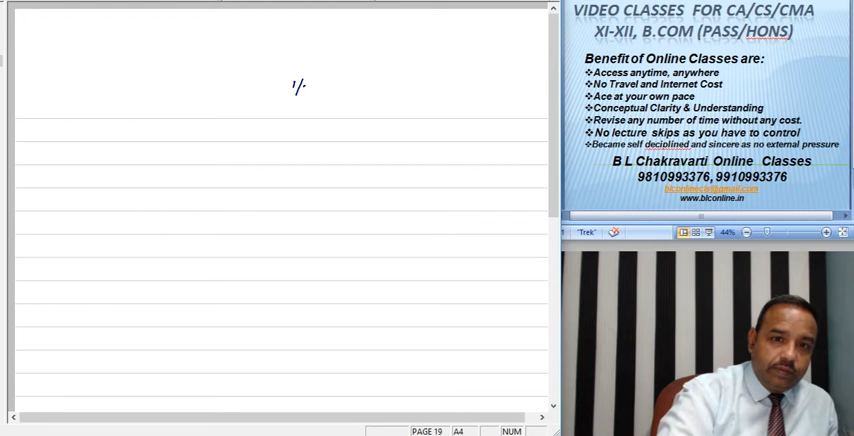 1/.
VIDEO CLASSES FOR CA/CS/CMA
XI-XII, B.COM (PASS/HONS)
Benefit of Online Classes are:
❖Access anytime, anywhere
❖No Travel and Internet Cost
❖Ace at your own pace
❖Conceptual Clarity & Understanding
❖Revise any number of time without any cost.
❖No lecture skips as you have to control
❖Became self deciplined and sincere as no external pressure
B L Chakravarti Online Classes
9810993376, 9910993376
www.blconline.in
"Trek"
44%
PAGE 19 A4 NUM